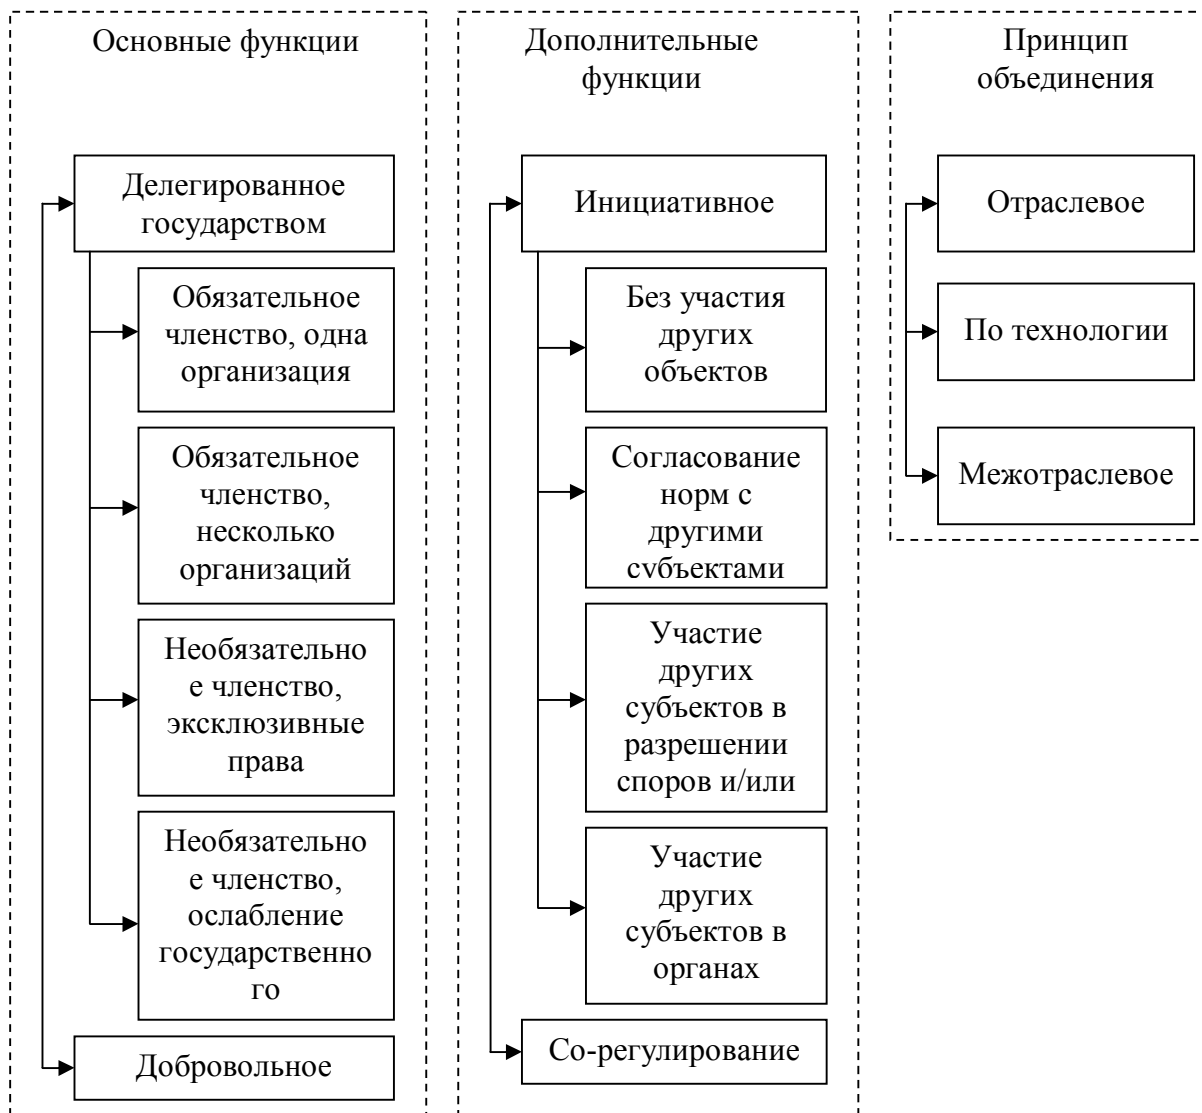 Основные функции
Делегированное
государством
Обязательное
членство, одна
организация
Обязательное
членство,
несколько
организаций
Необязательно
е членство,
эксклюзивные
права
Необязательно
е членство,
ослабление
государственно
го
Добровольное
Дополнительные
функции
Инициативное
Без участия
других
объектов
Согласование
норм с
другими
субъектами
Участие
других
субъектов в
разрешении
споров и/или
Участие
других
субъектов в
органах
Со-регулирование
Принцип
объединения
Отраслевое
По технологии
Межотраслевое